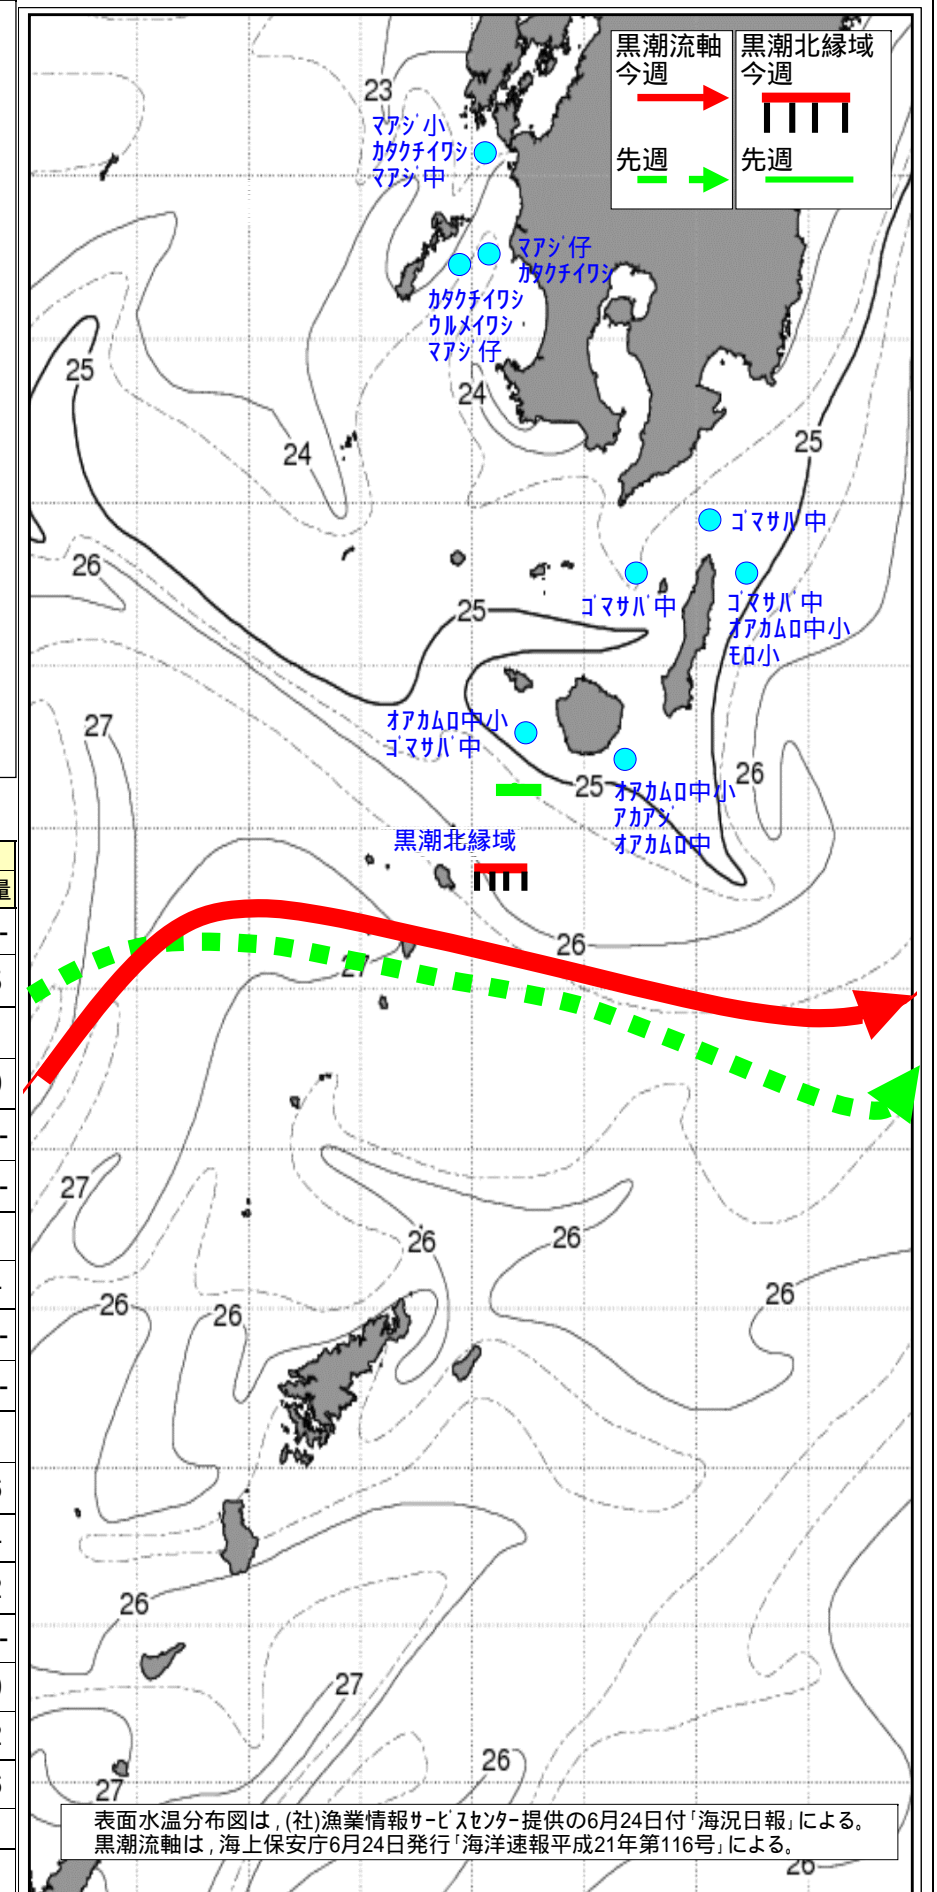 黒潮流軸
今週
先週
黒潮北縁域
今週
先週
23
マアジ小
カタクチイワシ
マアジ中
マアジ仔
カタクチイワシ
カタクチイワシ
ウルメイワシ
マアジ仔
25
24
24
25
ゴマサバ中
26
25
ゴマサバ中
ゴマサバ中
オアカムロ中小
モロ小
27
オアカムロ中小
ゴマサバ中
26
25
オアカムロ中小
アカアジ
オアカムロ中
黒潮北縁域
量
26
27
27
26
26
26
26
26
26
27
26
27
表面水温分布図は，(社)漁業情報サービスセンター提供の6月24日付「海況日報」による。
黒潮流軸は，海上保安庁6月24日発行「海洋速報平成21年第116号」による。
26